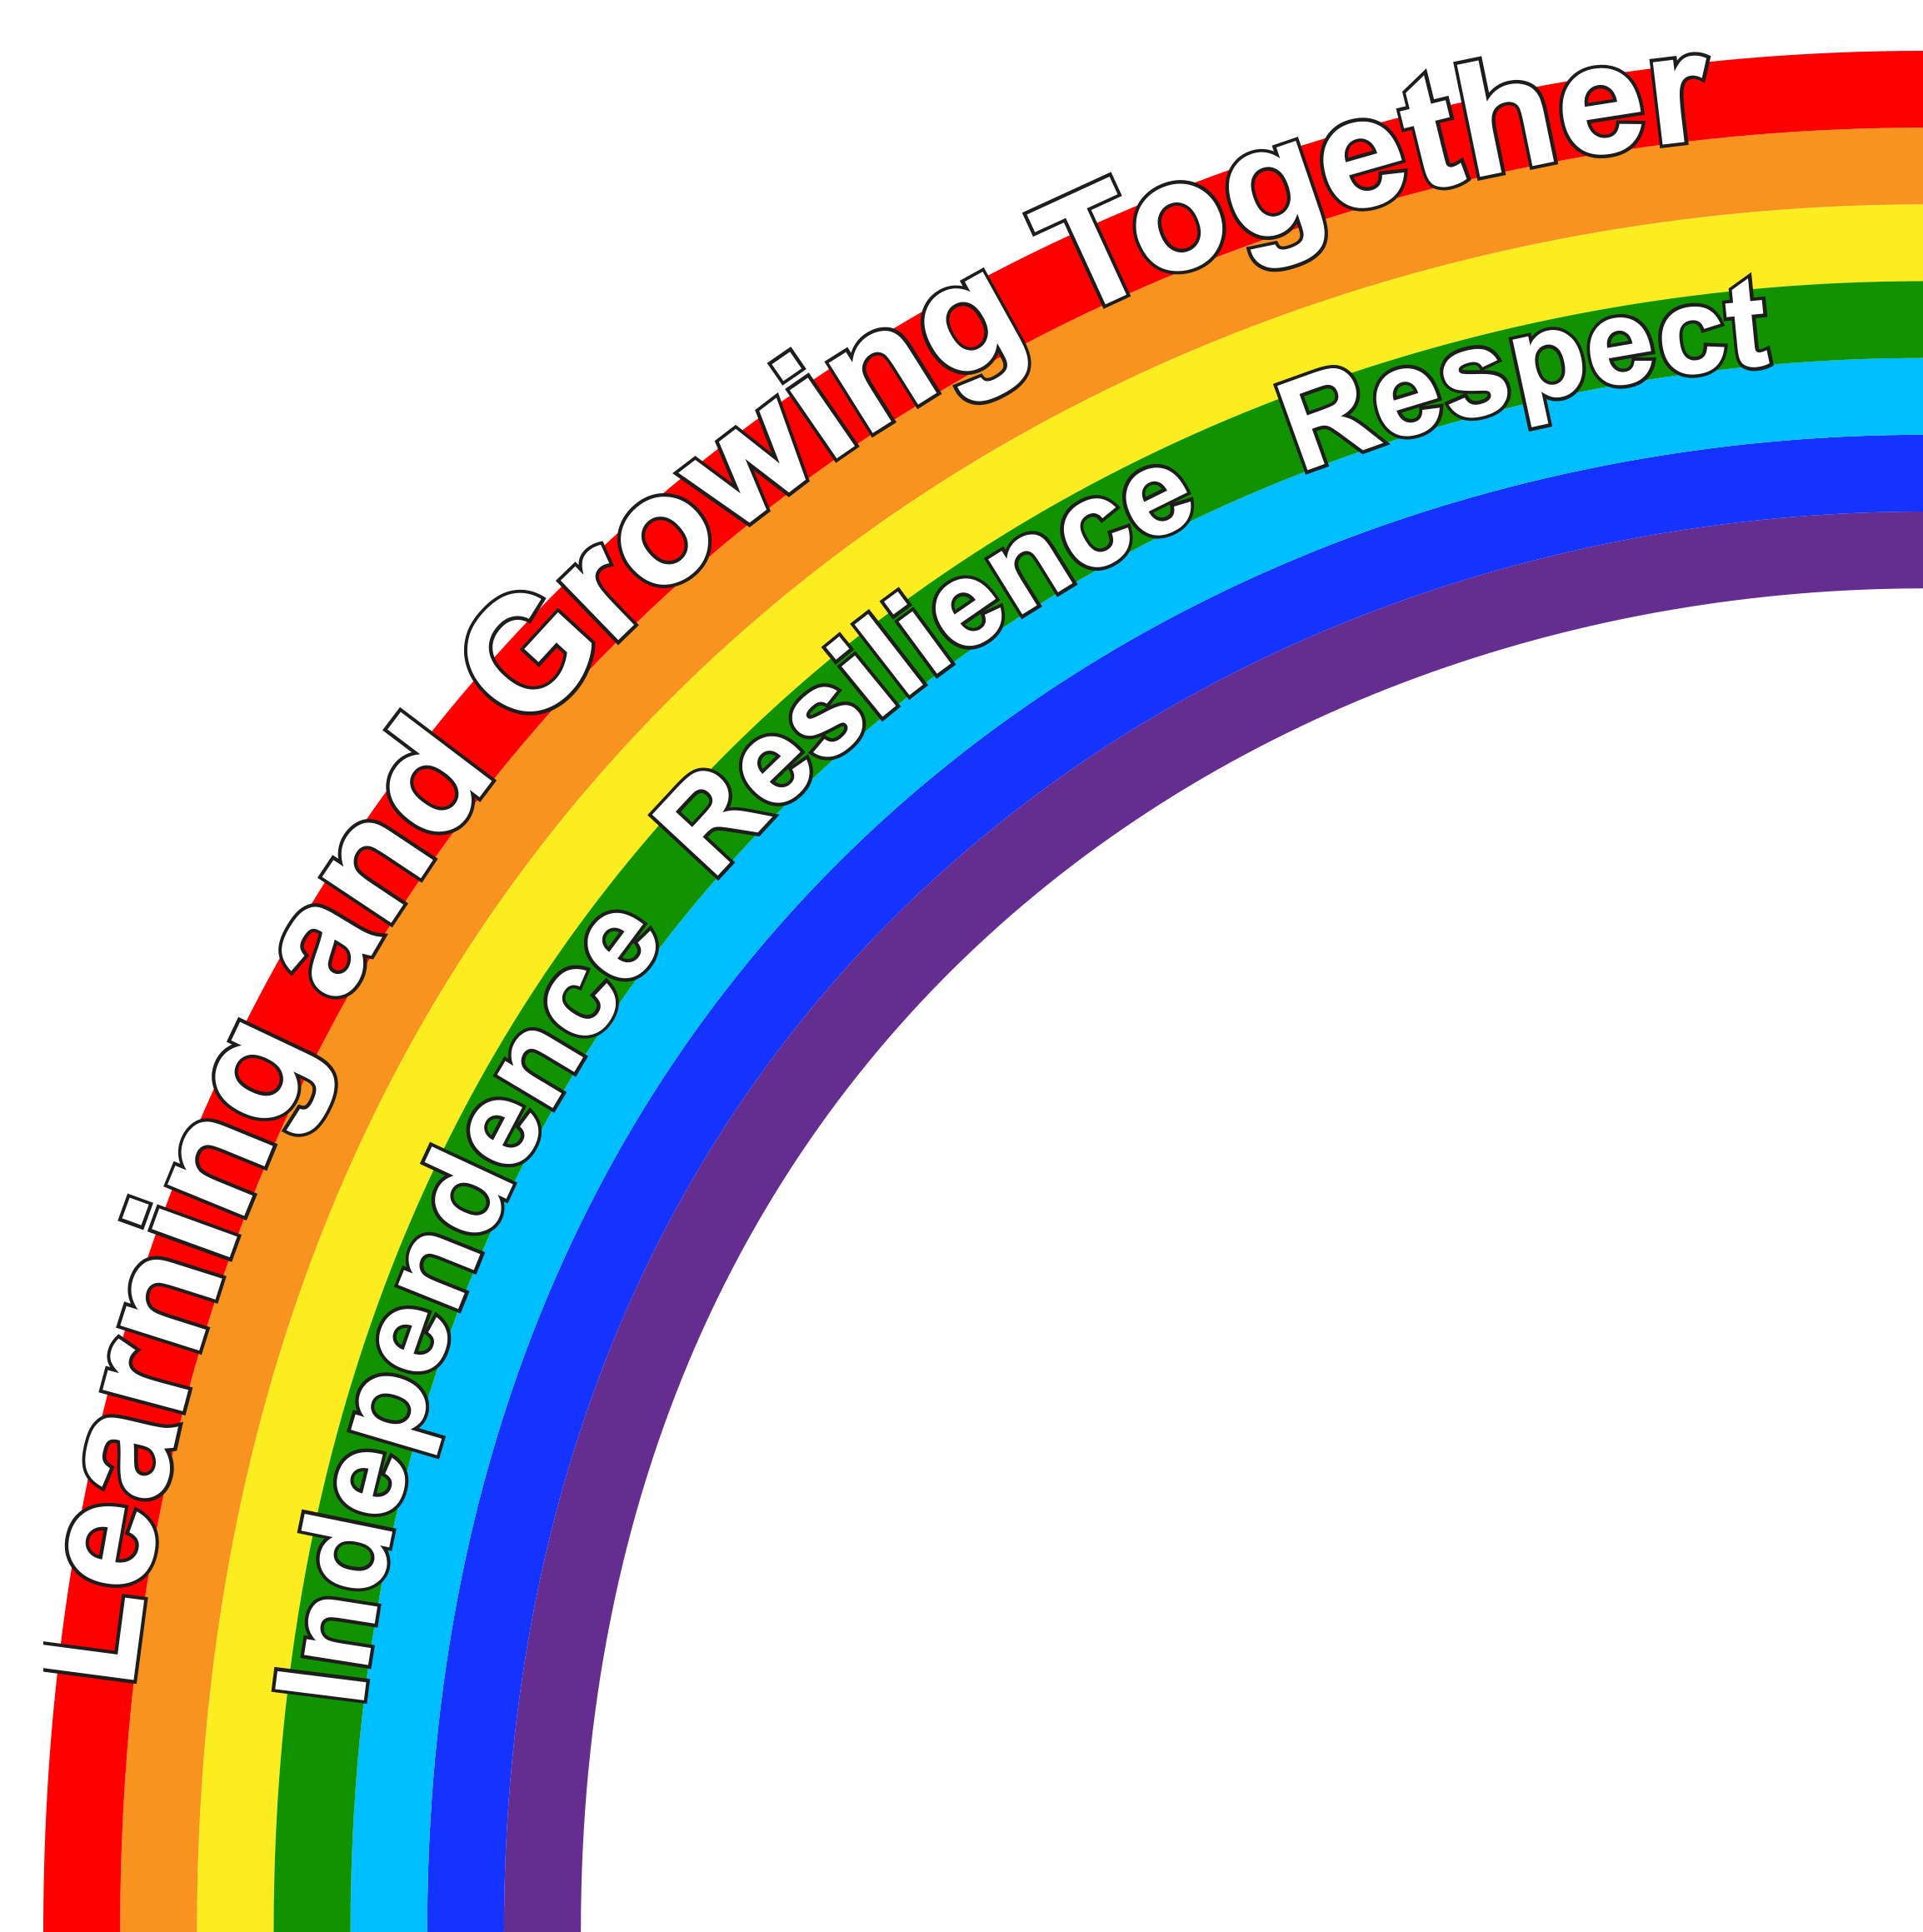 Learning and Growing Together
Independence Resilience Respect